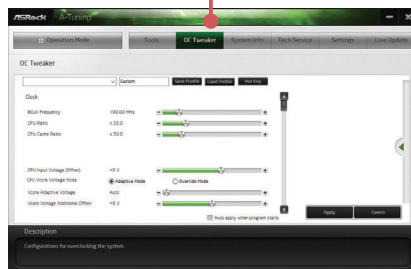 ASRock A-Tuning
Operation Mode Tools OC Tweaker System Info Tech Service Settings Live Update
OC Tweaker
Custom Save Profile Load Profile Hot Key
Clock
BCLK Frequency 100.00 MHz
CPU Ratio x 35.0
CPU Cache Ratio x 30.0
CPU Input Voltage (Offset) +0 V
CPU Vcore Voltage Mode Adaptive Mode Override Mode
Vcore Adaptive Voltage Auto
Vcore Voltage Additional Offset +0 V
Auto apply when program starts
Apply Cancel
Description
Configurations for overclocking the system